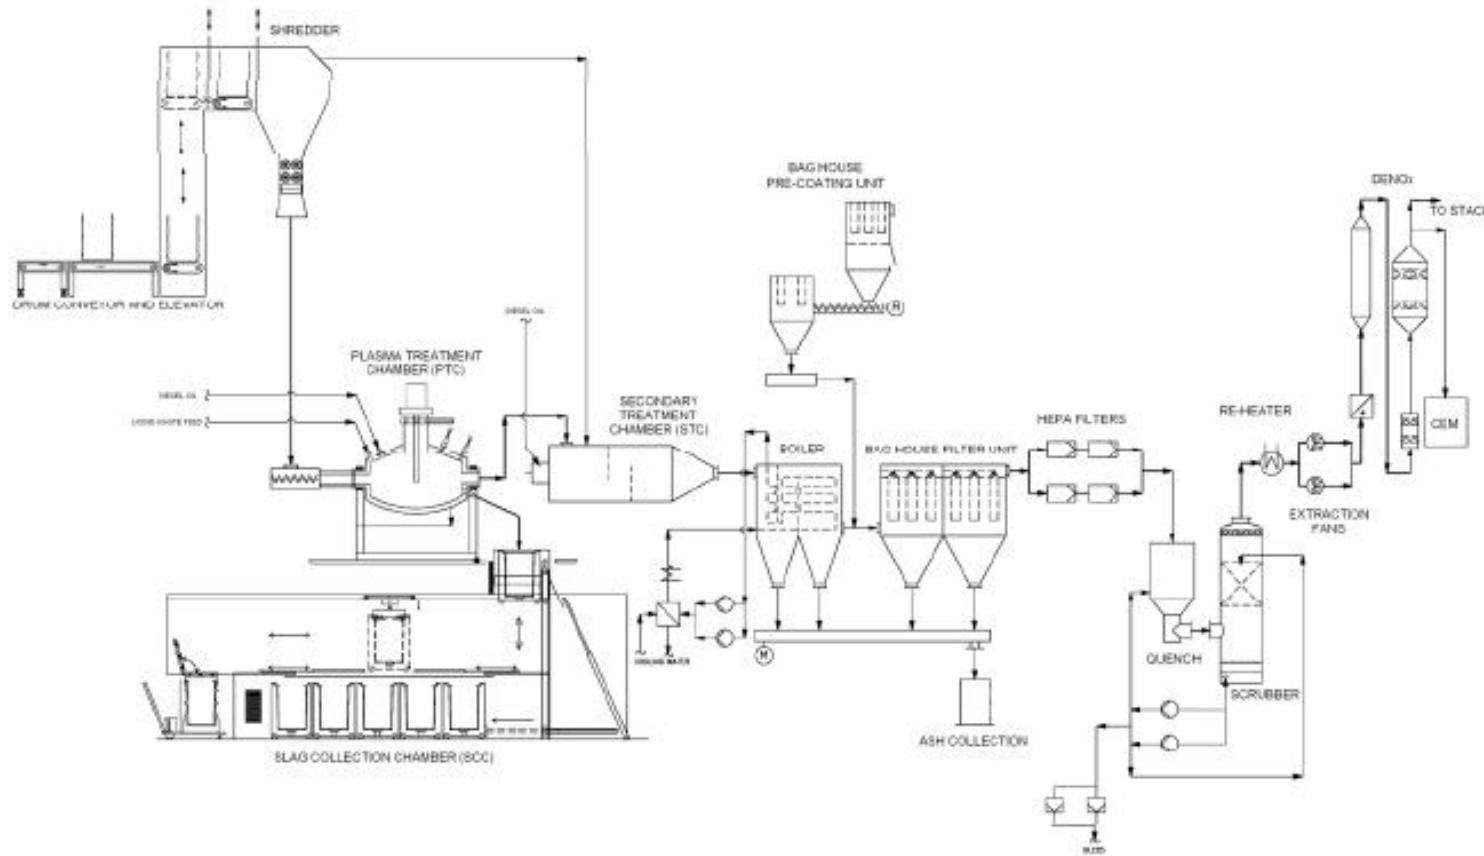 SHREDDER
BAG HOUSE
PRE-COATING UNIT
DENOx
TO STACK
DRUM CONVEYOR AND ELEVATOR
DIESEL OIL
PLASMA TREATMENT
CHAMBER (PTC)
DIESEL OIL
SECONDARY
TREATMENT
CHAMBER (STC)
HEPA FILTERS
RE-HEATER
CEM
BOILER
BAG HOUSE FILTER UNIT
M
EXTRACTION
FANS
COOLING WATER
M
QUENCH
SCRUBBER
ASH COLLECTION
SLAG COLLECTION CHAMBER (SCC)